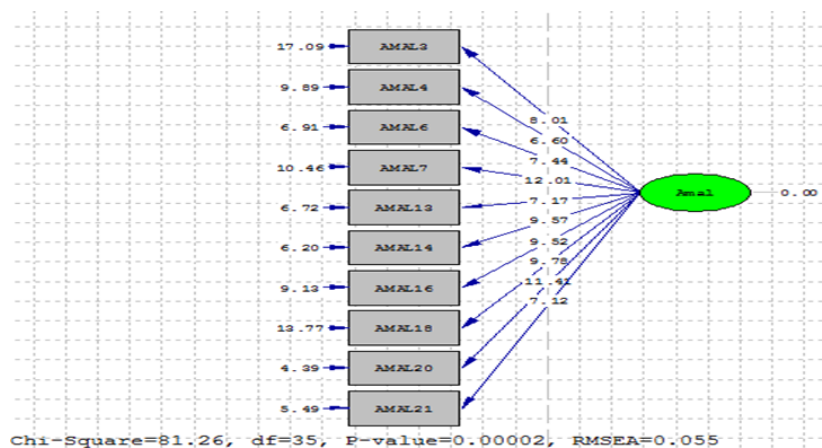 17.09 AMAL3
9.89 AMAL4
6.91 AMAL6
10.46 AMAL7
6.72 AMAL13
6.20 AMAL14
9.13 AMAL16
13.77 AMAL18
4.39 AMAL20
5.49 AMAL21
8.01
6.60
7.44
12.01
7.17
9.57
9.52
9.78
11.41
7.12
Amal 0.00
Chi-Square=81.26, df=35, P-value=0.00002, RMSEA=0.055